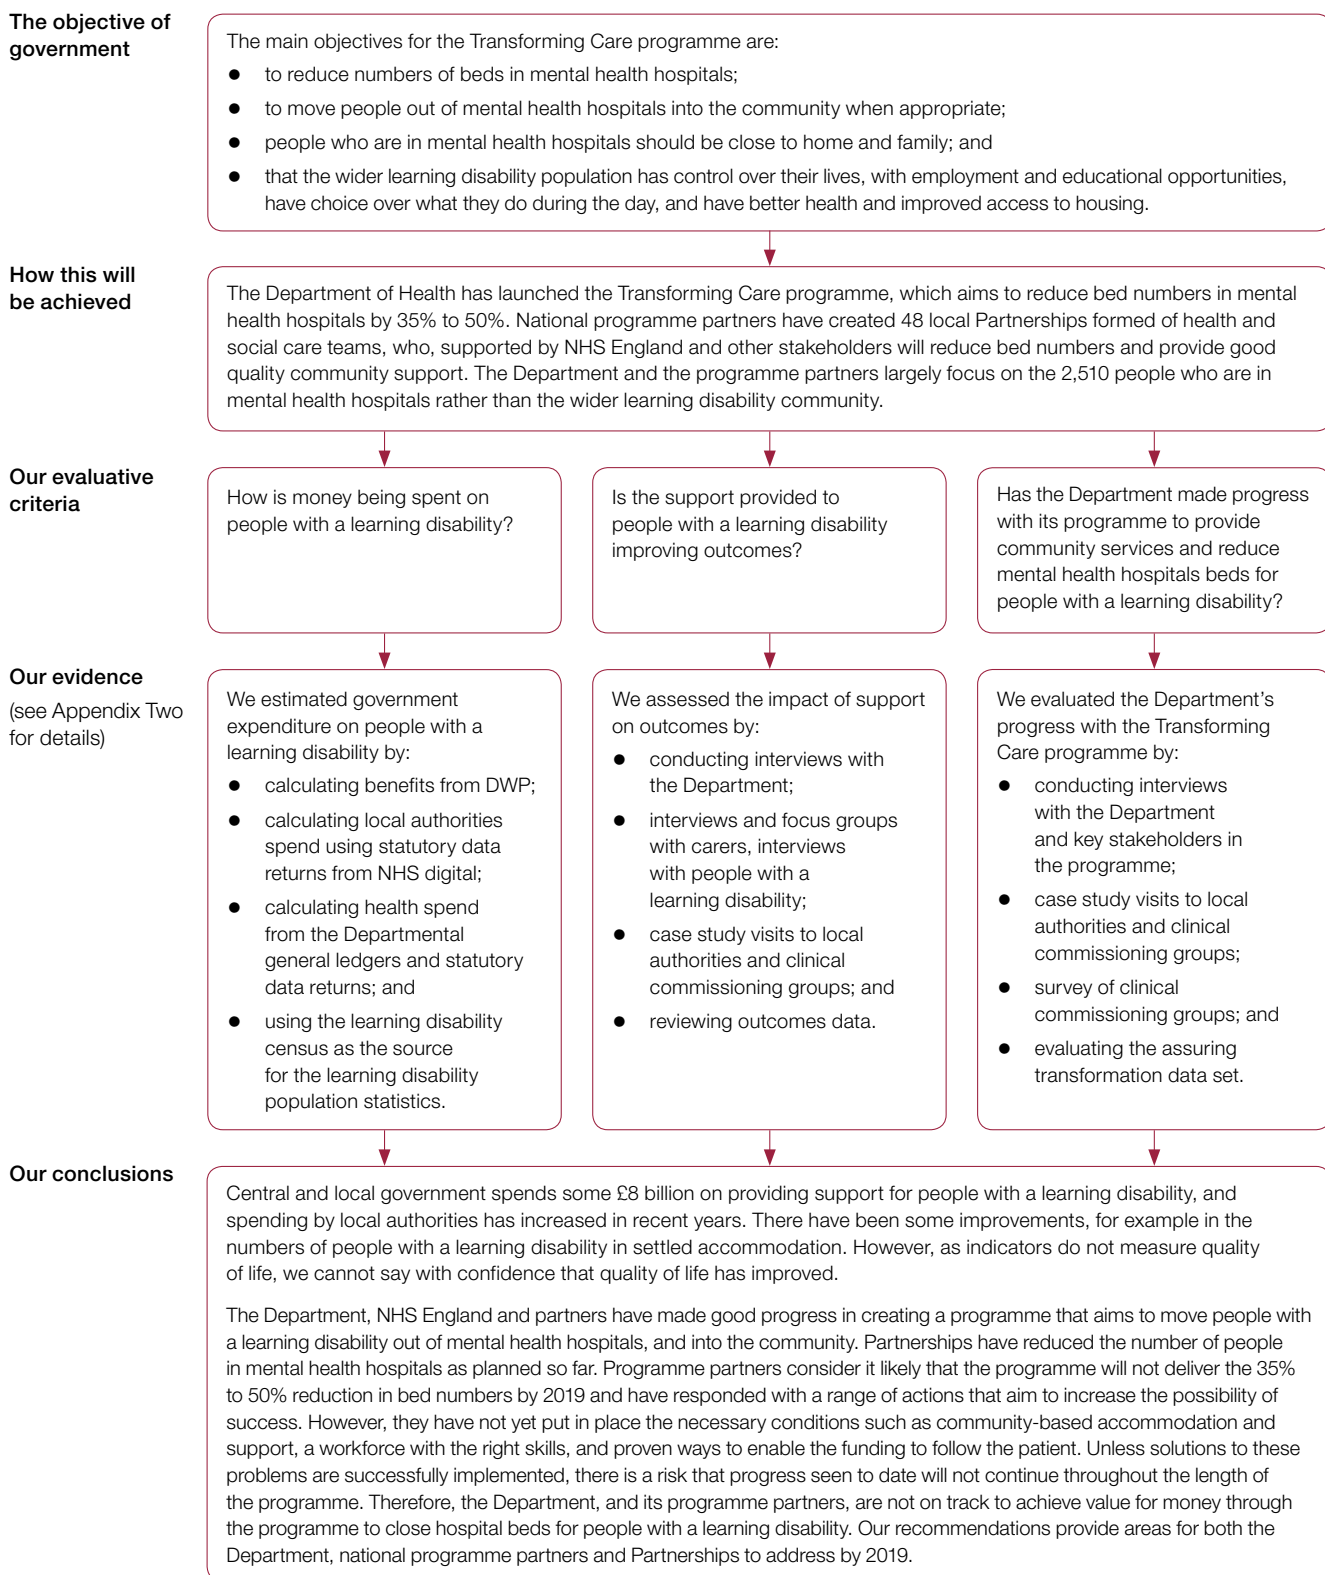 The objective of
government
The main objectives for the Transforming Care programme are:
● to reduce numbers of beds in mental health hospitals;
● to move people out of mental health hospitals into the community when appropriate;
● people who are in mental health hospitals should be close to home and family; and
● that the wider learning disability population has control over their lives, with employment and educational opportunities,
have choice over what they do during the day, and have better health and improved access to housing.
How this will
be achieved
The Department of Health has launched the Transforming Care programme, which aims to reduce bed numbers in mental
health hospitals by 35% to 50%. National programme partners have created 48 local Partnerships formed of health and
social care teams, who, supported by NHS England and other stakeholders will reduce bed numbers and provide good
quality community support. The Department and the programme partners largely focus on the 2,510 people who are in
mental health hospitals rather than the wider learning disability community.
Our evaluative
criteria
How is money being spent on
people with a learning disability?
Is the support provided to
people with a learning disability
improving outcomes?
Has the Department made progress
with its programme to provide
community services and reduce
mental health hospitals beds for
people with a learning disability?
Our evidence
(see Appendix Two
for details)
We estimated government
expenditure on people with a
learning disability by:
● calculating benefits from DWP;
● calculating local authorities
spend using statutory data
returns from NHS digital;
● calculating health spend
from the Departmental
general ledgers and statutory
data returns; and
● using the learning disability
census as the source
for the learning disability
population statistics.
We assessed the impact of support
on outcomes by:
● conducting interviews with
the Department;
● interviews and focus groups
with carers, interviews
with people with a
learning disability;
● case study visits to local
authorities and clinical
commissioning groups; and
● reviewing outcomes data.
We evaluated the Department's
progress with the Transforming
Care programme by:
● conducting interviews
with the Department
and key stakeholders in
the programme;
● case study visits to local
authorities and clinical
commissioning groups;
● survey of clinical
commissioning groups; and
● evaluating the assuring
transformation data set.
Our conclusions
Central and local government spends some £8 billion on providing support for people with a learning disability, and
spending by local authorities has increased in recent years. There have been some improvements, for example in the
numbers of people with a learning disability in settled accommodation. However, as indicators do not measure quality
of life, we cannot say with confidence that quality of life has improved.
The Department, NHS England and partners have made good progress in creating a programme that aims to move people with
a learning disability out of mental health hospitals, and into the community. Partnerships have reduced the number of people
in mental health hospitals as planned so far. Programme partners consider it likely that the programme will not deliver the 35%
to 50% reduction in bed numbers by 2019 and have responded with a range of actions that aim to increase the possibility of
success. However, they have not yet put in place the necessary conditions such as community-based accommodation and
support, a workforce with the right skills, and proven ways to enable the funding to follow the patient. Unless solutions to these
problems are successfully implemented, there is a risk that progress seen to date will not continue throughout the length of
the programme. Therefore, the Department, and its programme partners, are not on track to achieve value for money through
the programme to close hospital beds for people with a learning disability. Our recommendations provide areas for both the
Department, national programme partners and Partnerships to address by 2019.